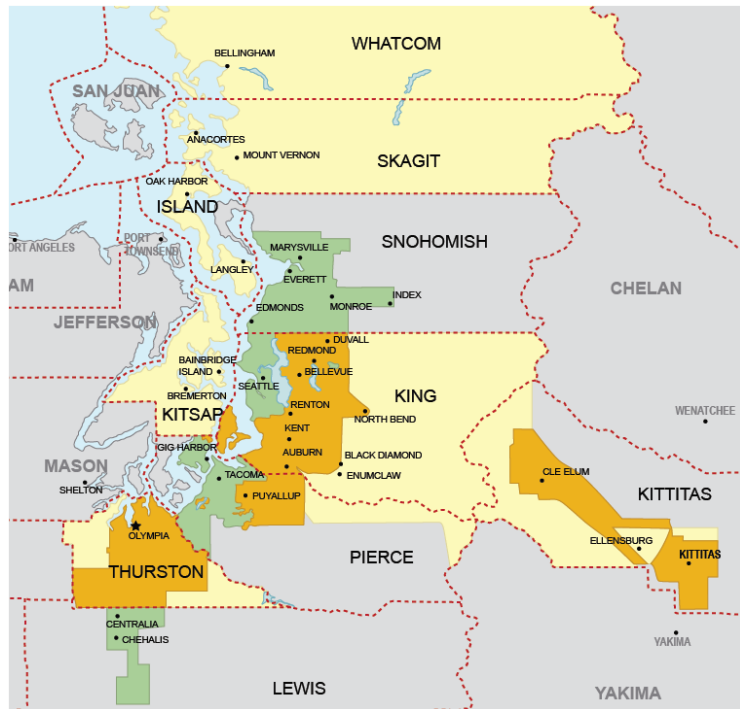 WHATCOM
BELLINGHAM
SAN JUAN
ANACORTES
MOUNT VERNON
SKAGIT
OAK HARBOR
ISLAND
PORT
TOWNSEND
ORT ANGELES
MARYSVILLE
SNOHOMISH
LANGLEY
EVERETT
AM
CHELAN
INDEX
MONROE
EDMONDS
JEFFERSON
DUVALL
REDMOND
BAINBRIDGE
ISLAND
BELLEVUE
SEATTLE
BREMERTON
KING
KITSAP
RENTON
NORTH BEND
WENATCHEE
KENT
GIG HARBOR
AUBURN
BLACK DIAMOND
MASON
TACOMA
ENUMCLAW
CLE ELUM
SHELTON
PUYALLUP
KITTITAS
OLYMPIA
ELLENSBURG
PIERCE
KITTITAS
THURSTON
CENTRALIA
CHEHALIS
YAKIMA
LEWIS
YAKIMA